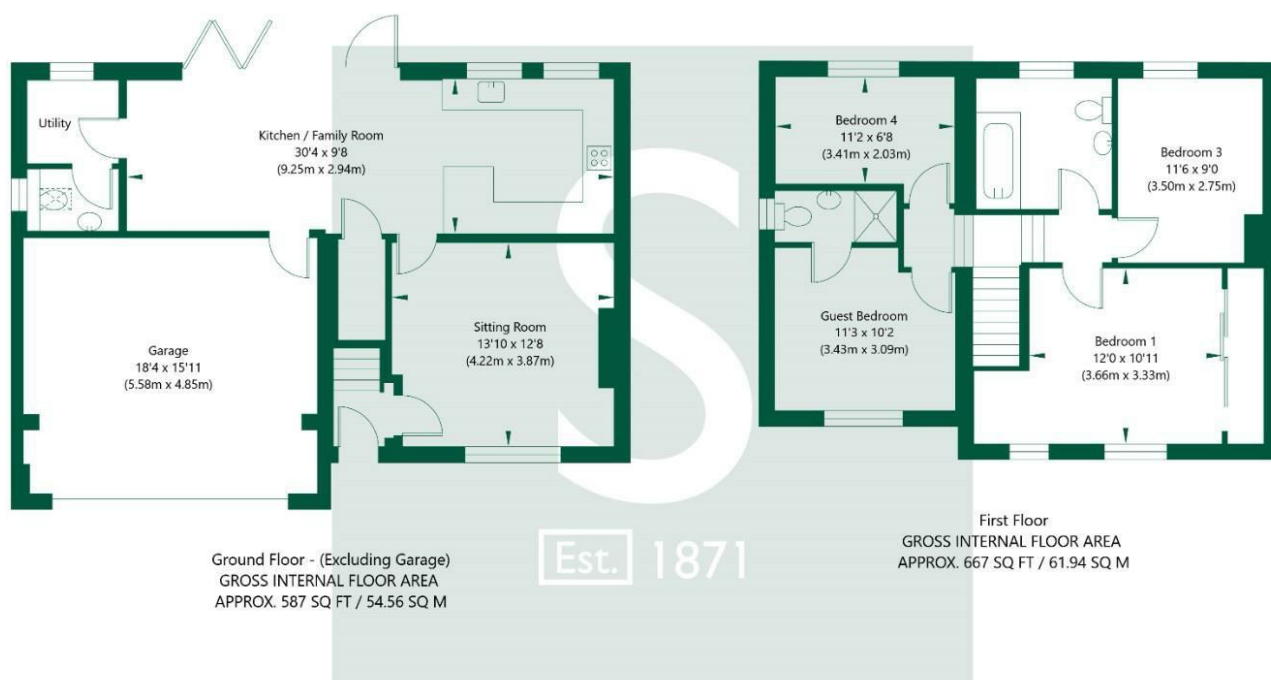 Utility
Kitchen / Family Room
30'4 x 9'8
(9.25m x 2.94m)
Garage
18'4 x 15'11
(5.58m x 4.85m)
Sitting Room
13'10 x 12'8
(4.22m x 3.87m)
Ground Floor - (Excluding Garage)
GROSS INTERNAL FLOOR AREA
APPROX. 587 SQ FT / 54.56 SQ M
Bedroom 4
11'2 x 6'8
(3.41m x 2.03m)
Bedroom 3
11'6 x 9'0
(3.50m x 2.75m)
Guest Bedroom
11'3 x 10'2
(3.43m x 3.09m)
Bedroom 1
12'0 x 10'11
(3.66m x 3.33m)
First Floor
GROSS INTERNAL FLOOR AREA
APPROX. 667 SQ FT / 61.94 SQ M
S
Est. 1871